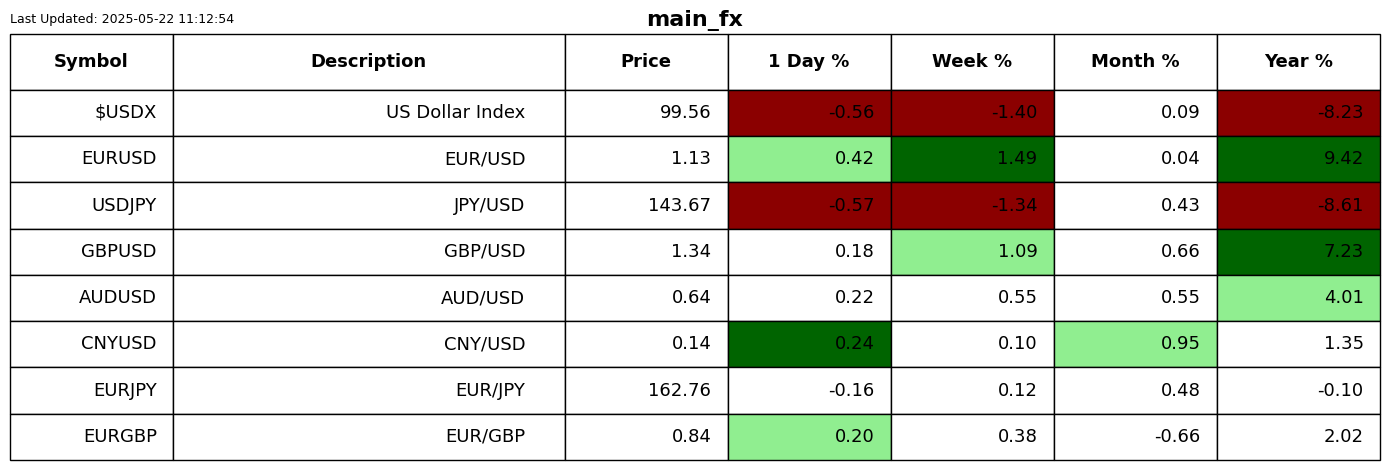 Last Updated: 2025-05-22 11:12:54
main_fx
Symbol Description Price 1 Day % Week % Month % Year %
$USDX US Dollar Index 99.56 -0.56 -1.40 0.09 -8.23
EURUSD EUR/USD 1.13 0.42 1.49 0.04 9.42
USDJPY JPY/USD 143.67 -0.57 -1.34 0.43 -8.61
GBPUSD GBP/USD 1.34 0.18 1.09 0.66 7.23
AUDUSD AUD/USD 0.64 0.22 0.55 0.55 4.01
CNYUSD CNY/USD 0.14 0.24 0.10 0.95 1.35
EURJPY EUR/JPY 162.76 -0.16 0.12 0.48 -0.10
EURGBP EUR/GBP 0.84 0.20 0.38 -0.66 2.02